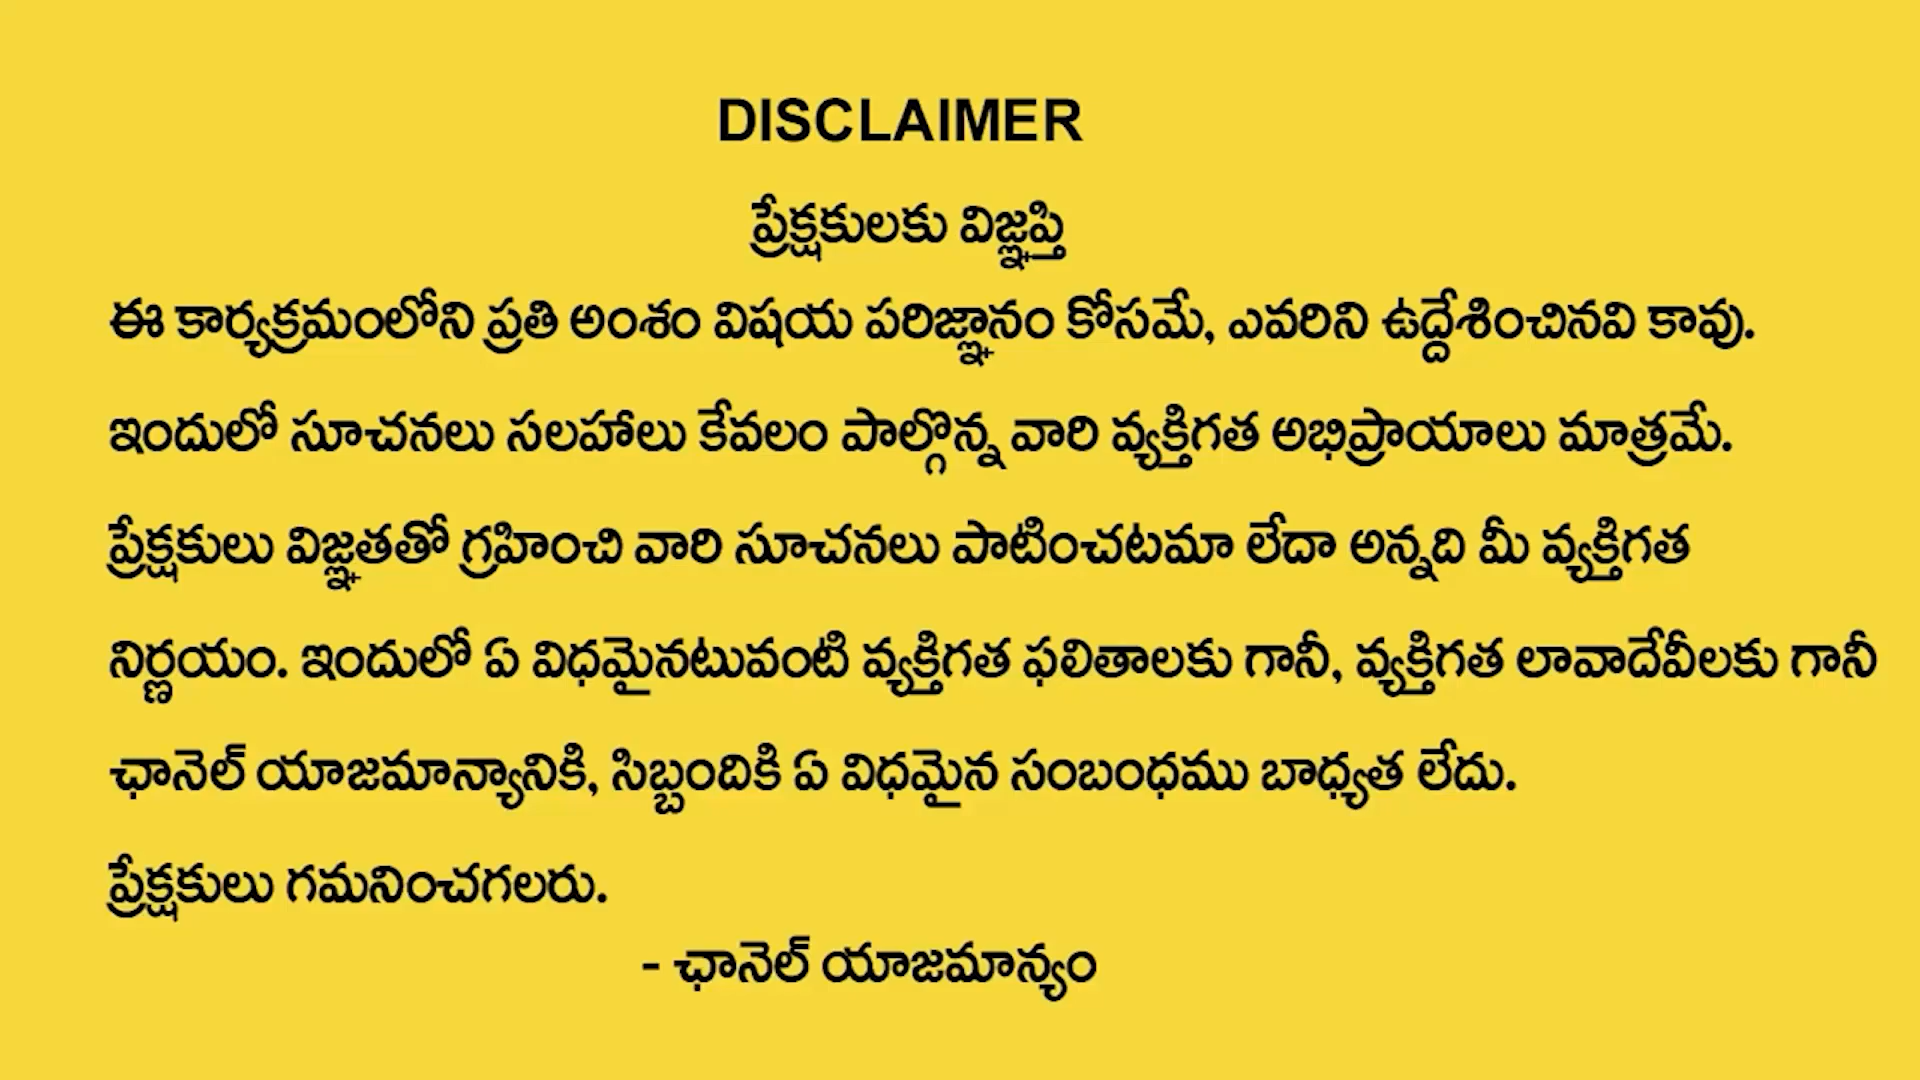 DISCLAIMER
ప్రేక్షకులకు విజ్ఞప్తి
ఈ కార్యక్రమంలోని ప్రతి అంశం విషయ పరిజ్ఞానం కోసమే, ఎవరిని ఉద్దేశించినవి కావు.
ఇందులో సూచనలు సలహాలు కేవలం పాల్గొన్న వారి వ్యక్తిగత అభిప్రాయాలు మాత్రమే.
ప్రేక్షకులు విజ్ఞతతో గ్రహించి వారి సూచనలు పాటించటమా లేదా అన్నది మీ వ్యక్తిగత
నిర్ణయం. ఇందులో ఏ విధమైనటువంటి వ్యక్తిగత ఫలితాలకు గానీ, వ్యక్తిగత లావాదేవీలకు గానీ
ఛానెల్ యాజమాన్యానికి, సిబ్బందికి ఏ విధమైన సంబంధము బాధ్యత లేదు.
ప్రేక్షకులు గమనించగలరు.
- ఛానెల్ యాజమాన్యం